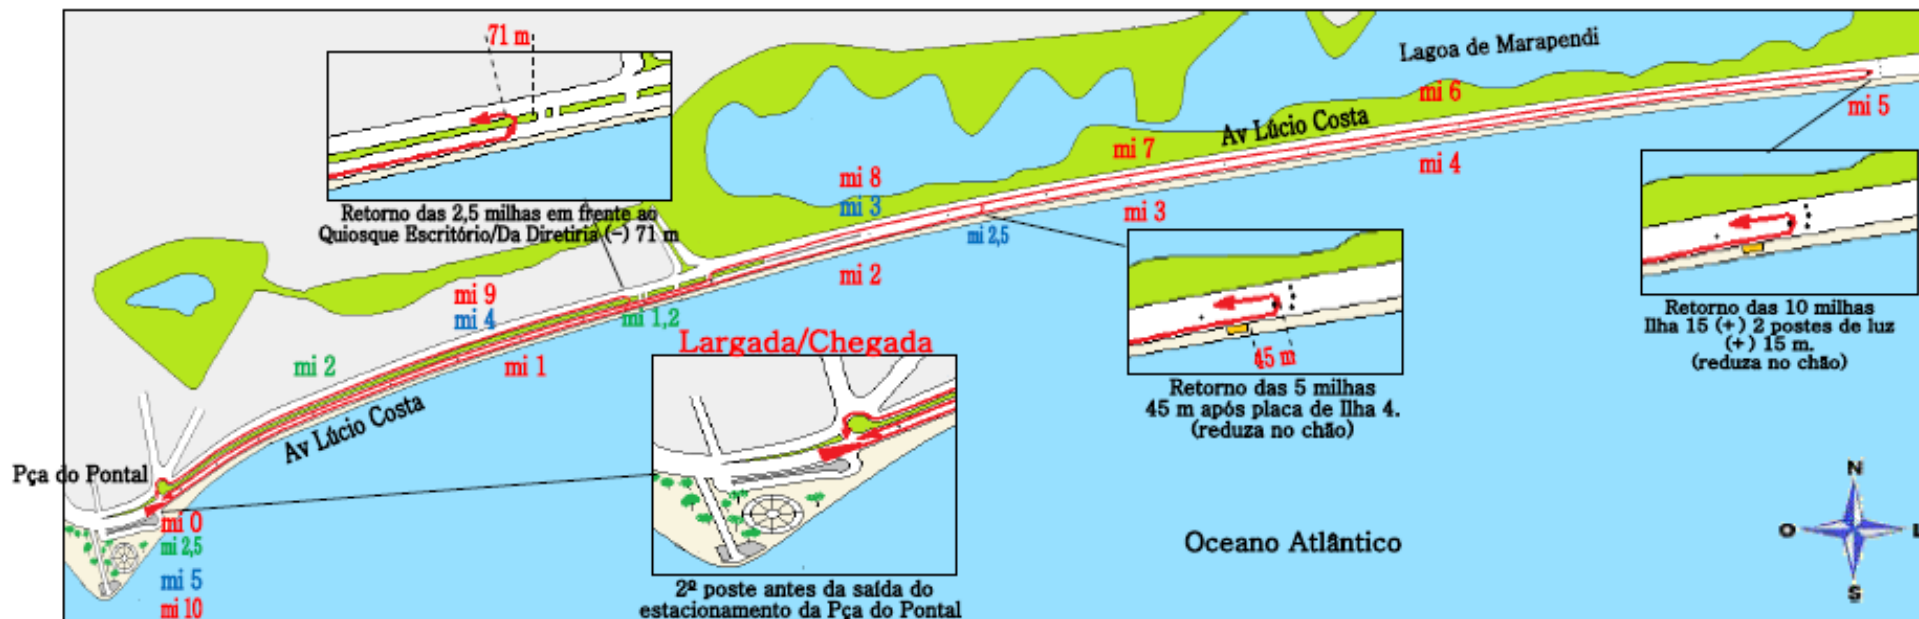 71 m
Retorno das 2,5 milhas em frente ao
Quiosque Escritório/Da Diretiria (-) 71 m
Lagoa de Marapendi
Av Lúcio Costa
mi 6
mi 5
mi 7
mi 4
mi 8
mi 3
mi 3
mi 2,5
mi 2
mi 9
mi 4
mi 1,2
mi 2
mi 1
Av Lúcio Costa
Largada/Chegada
2º poste antes da saída do
estacionamento da Pça do Pontal
45 m
Retorno das 5 milhas
45 m após placa de Ilha 4.
(reduza no chão)
Retorno das 10 milhas
Ilha 15 (+) 2 postes de luz
(+) 15 m.
(reduza no chão)
Pça do Pontal
mi 0
mi 2,5
mi 5
mi 10
Oceano Atlântico
N
O
L
S